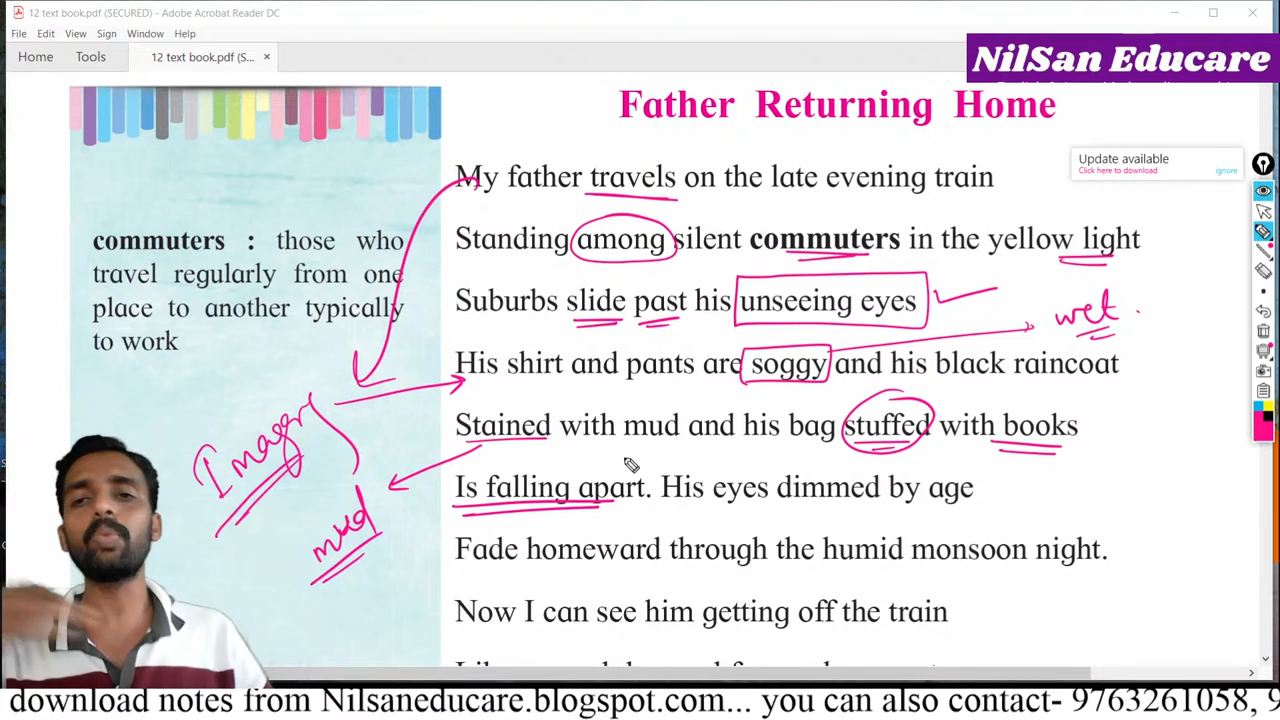 12 text book.pdf (SECURED) - Adobe Acrobat Reader DC
File Edit View Sign Window Help
Home Tools 12 text book.pdf (S... ×
NilSan Educare
Father Returning Home
Update available
Click here to download ignore
My father travels on the late evening train
Standing among silent commuters in the yellow light
Suburbs slide past his unseeing eyes
wet
His shirt and pants are soggy and his black raincoat
Stained with mud and his bag stuffed with books
Is falling apart. His eyes dimmed by age
Fade homeward through the humid monsoon night.
Now I can see him getting off the train
commuters : those who
travel regularly from one
place to another typically
to work
Imagery
mud
download notes from Nilsaneducare.blogspot.com... you can also contact- 9763261058, 9